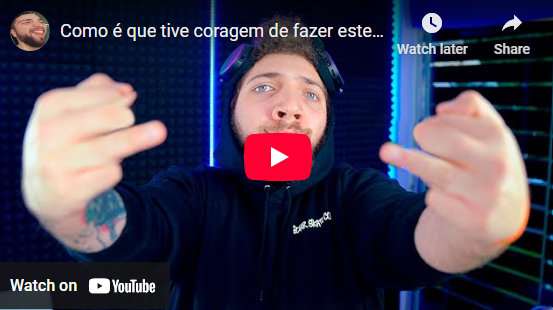 Como é que tive coragem de fazer este...
Watch later
Share
Watch on YouTube